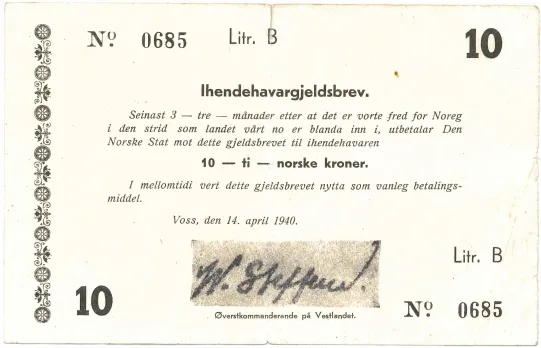 Nº 0685 Litr. B 10
Ihendehavargjeldsbrev.
Seinast 3 — tre — månader etter at det er vorte fred for Noreg
i den strid som landet vårt no er blanda inn i, utbetalar Den
Norske Stat mot dette gjeldsbrevet til ihendehavaren
10 — ti — norske kroner.
I mellomtidi vert dette gjeldsbrevet nytta som vanleg betalings-
middel.
Voss, den 14. april 1940.
W. Steffens.
Litr. B
10 Øverstkommanderande på Vestlandet. Nº 0685